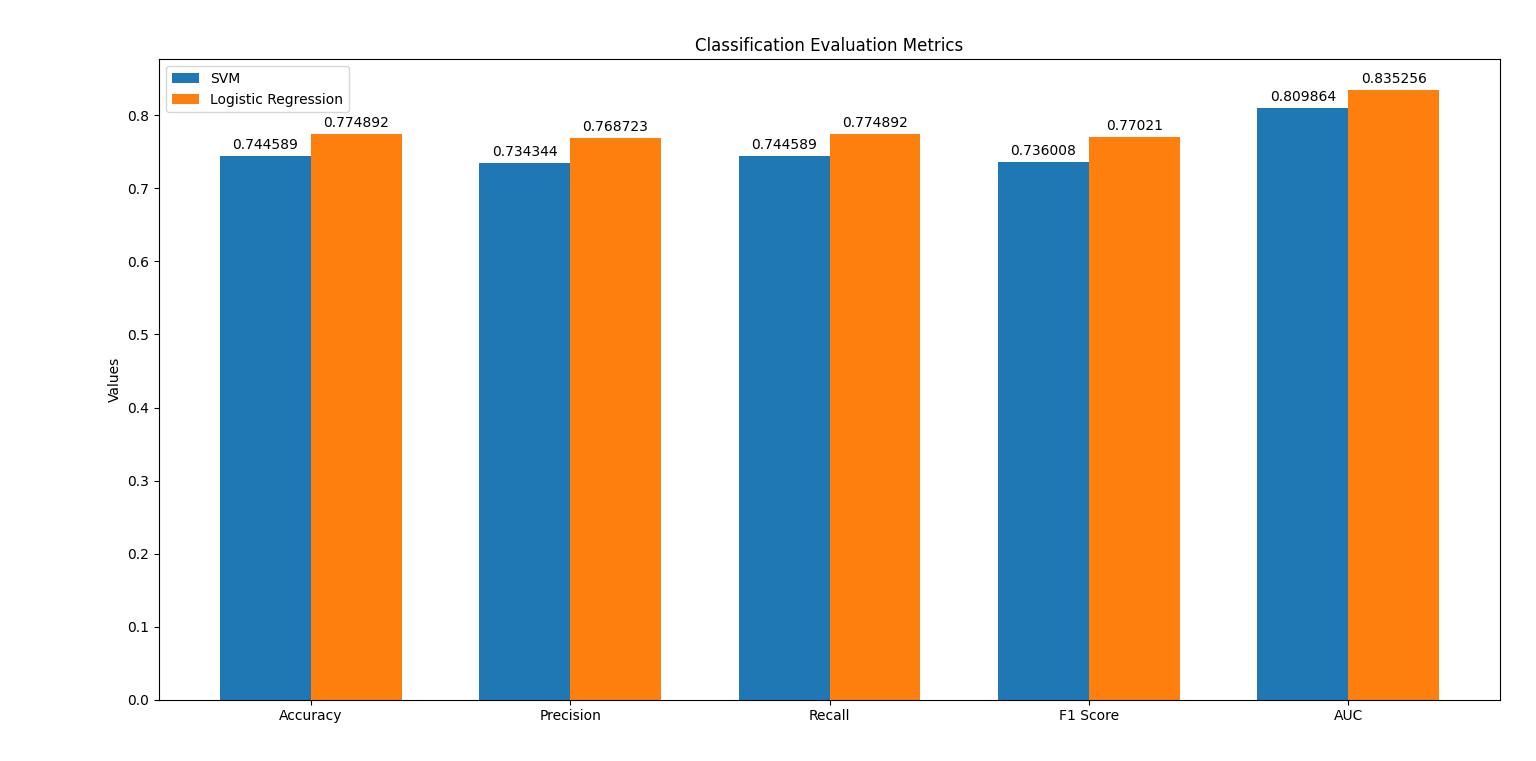 Classification Evaluation Metrics
SVM
Logistic Regression
0.744589
0.774892
0.734344
0.768723
0.744589
0.774892
0.736008
0.77021
0.809864
0.835256
Values
0.8
0.7
0.6
0.5
0.4
0.3
0.2
0.1
0.0
Accuracy
Precision
Recall
F1 Score
AUC